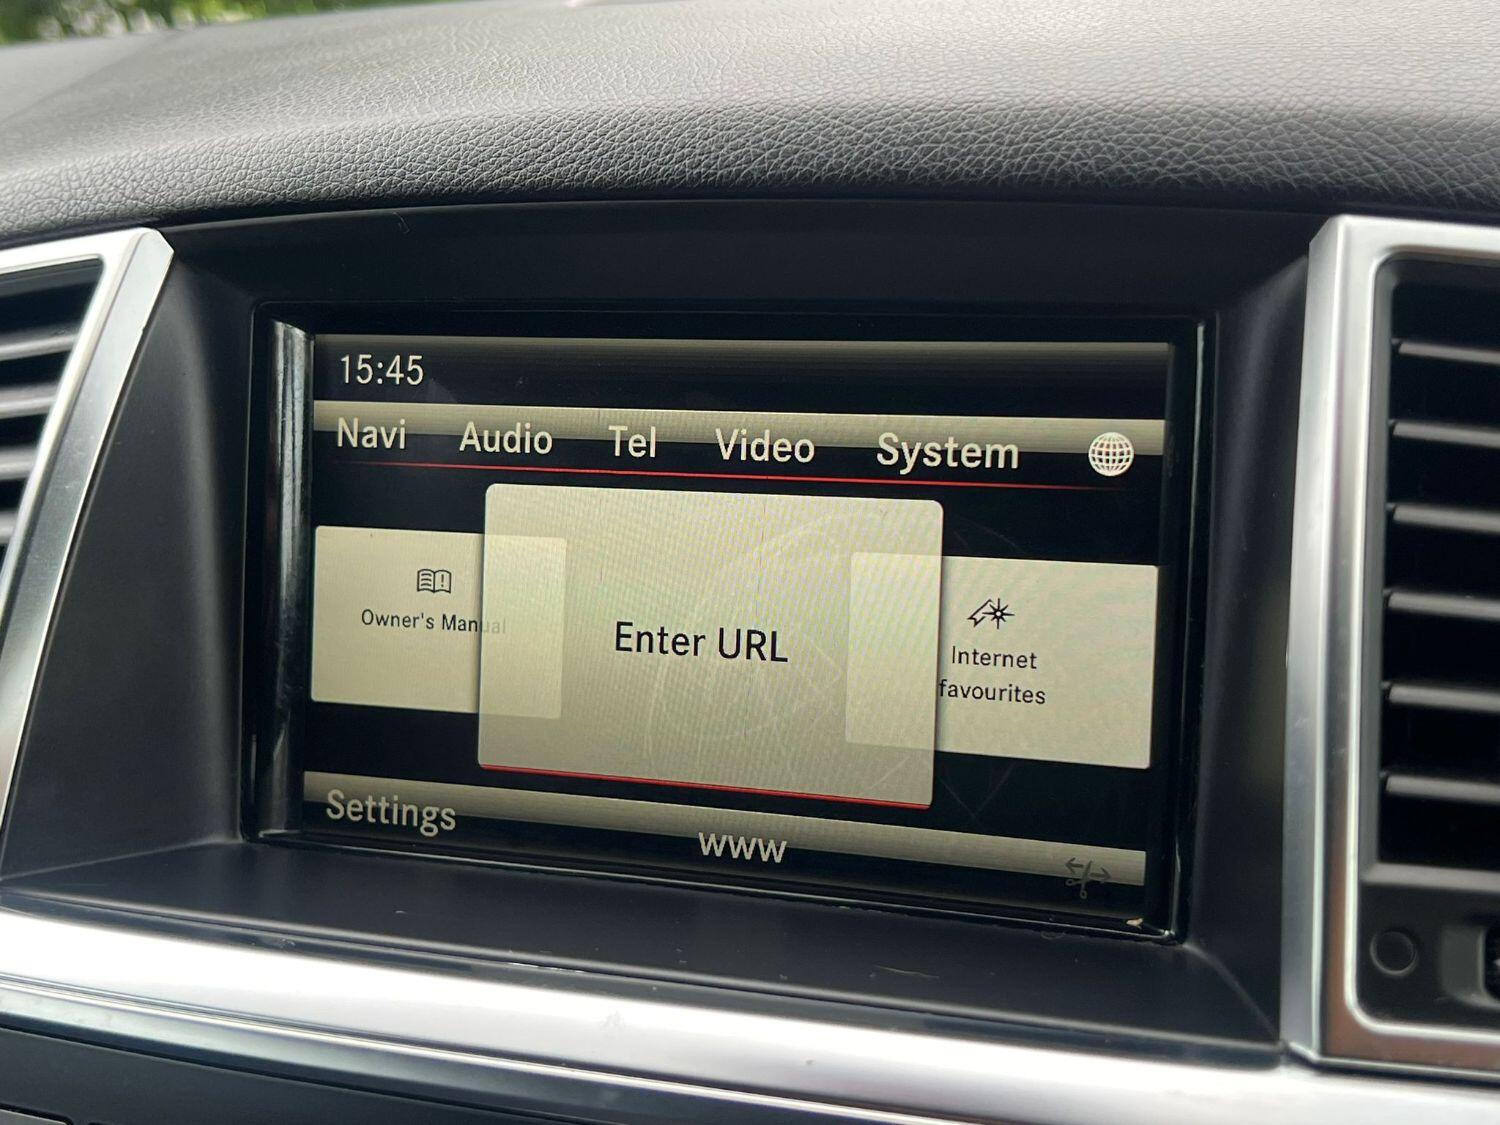 15:45
Navi Audio Tel Video System
Owner's Manual
Enter URL
Internet
favourites
Settings
www